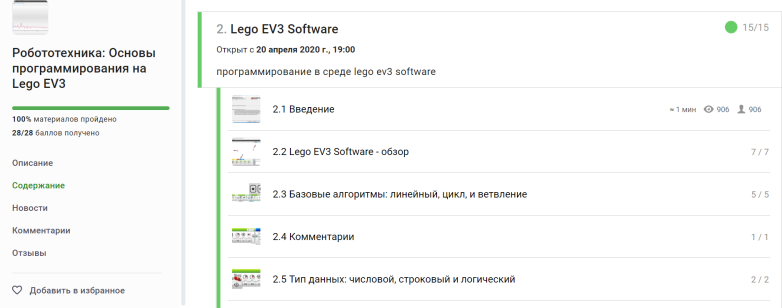 Робототехника: Основы
программирования на
Lego EV3
100% материалов пройдено
28/28 баллов получено
Описание
Содержание
Новости
Комментарии
Отзывы
Добавить в избранное
2. Lego EV3 Software
15/15
Открыт с 20 апреля 2020 г., 19:00
программирование в среде lego ev3 software
2.1 Введение
≈ 1 мин 906 906
2.2 Lego EV3 Software - обзор
7 / 7
2.3 Базовые алгоритмы: линейный, цикл, и ветвление
5 / 5
2.4 Комментарии
1 / 1
2.5 Тип данных: числовой, строковый и логический
2 / 2